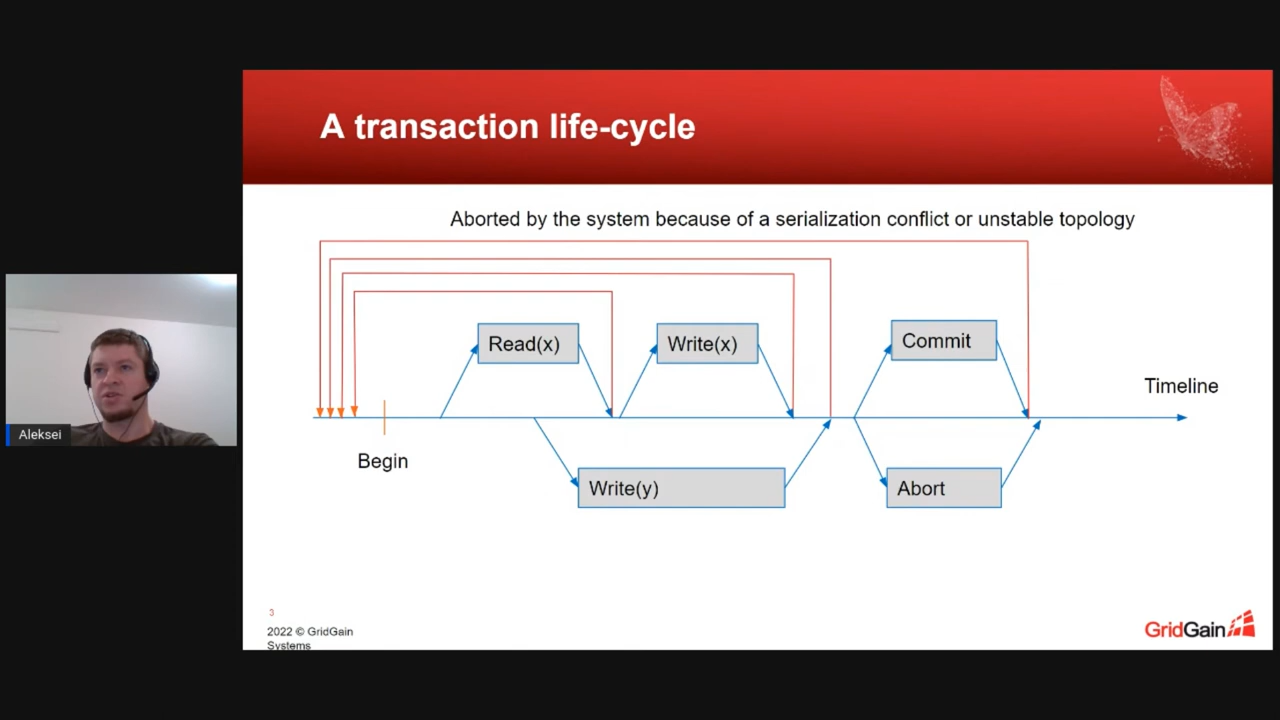 A transaction life-cycle
Aborted by the system because of a serialization conflict or unstable topology
Read(x)
Write(x)
Commit
Timeline
Aleksei
Begin
Write(y)
Abort
3
2022 © GridGain
Systems
GridGain